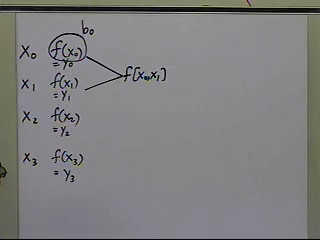 b₀
x₀ f(x₀)
= y₀
f[x₀,x₁]
x₁ f(x₁)
= y₁
x₂ f(x₂)
= y₂
x₃ f(x₃)
= y₃